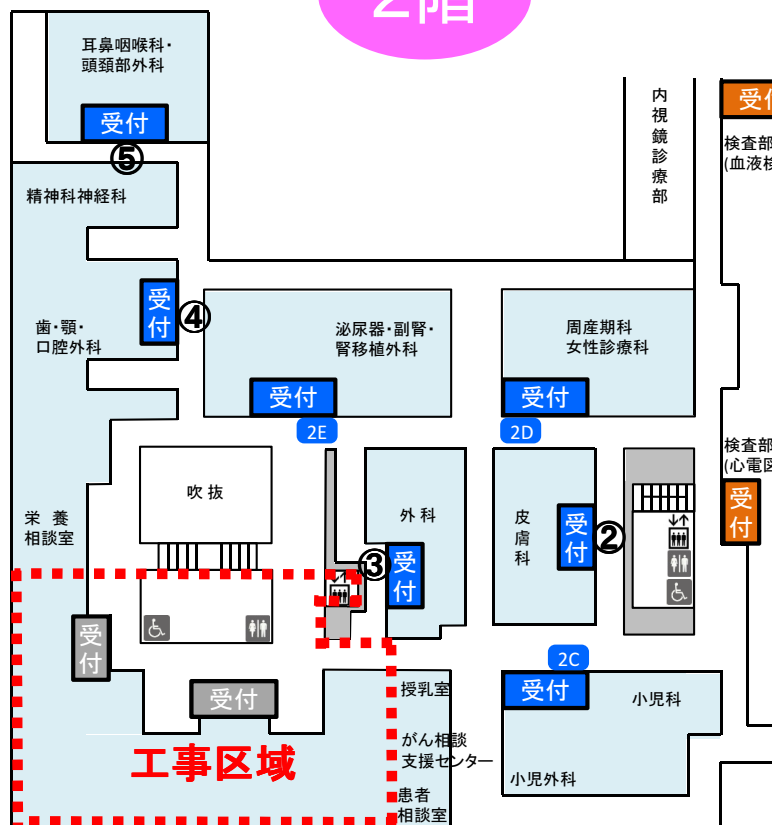 2階
耳鼻咽喉科・
頭頚部外科
受付
⑤
精神科神経科
内視鏡診療部
受付
検査部
(血液検
歯・顎・
口腔外科
受付
④
泌尿器・副腎・
腎移植外科
受付
2E
周産期科
女性診療科
受付
2D
吹抜
栄養
相談室
外科
③
受付
皮膚科
受付
②
検査部
(心電図
受付
受付
受付
工事区域
授乳室
がん相談
支援センター
患者
相談室
2C
受付
小児科
小児外科